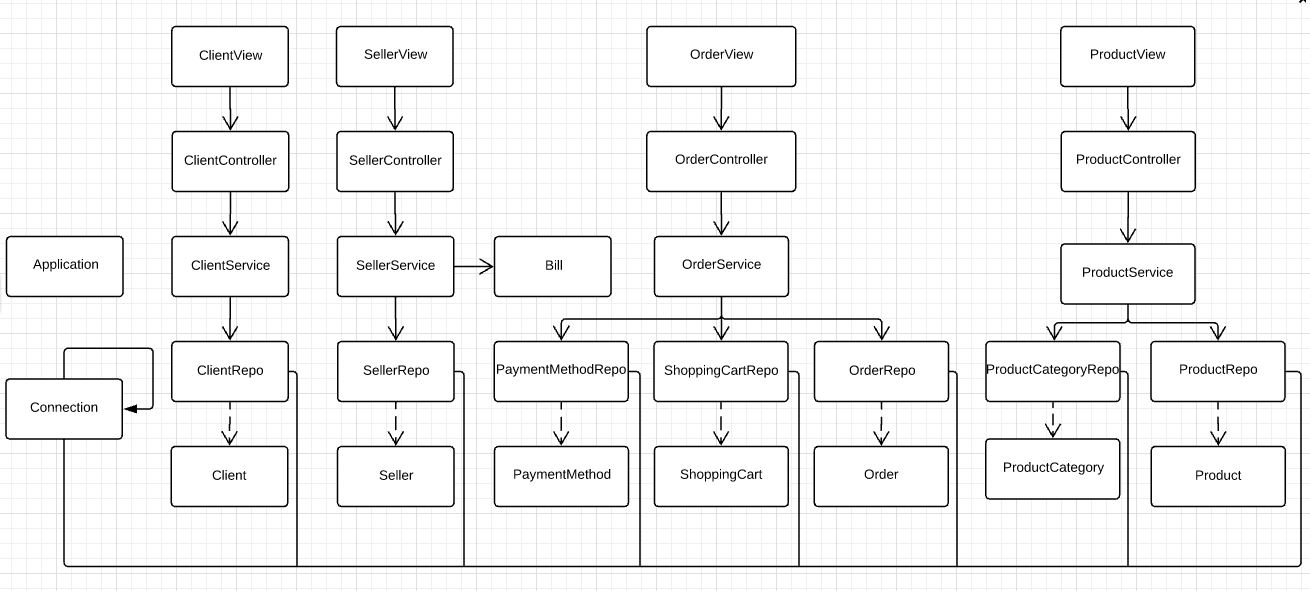 ClientView
SellerView
OrderView
ProductView
ClientController
SellerController
OrderController
ProductController
Application
ClientService
SellerService
Bill
OrderService
ProductService
Connection
ClientRepo
SellerRepo
PaymentMethodRepo
ShoppingCartRepo
OrderRepo
ProductCategoryRepo
ProductRepo
Client
Seller
PaymentMethod
ShoppingCart
Order
ProductCategory
Product